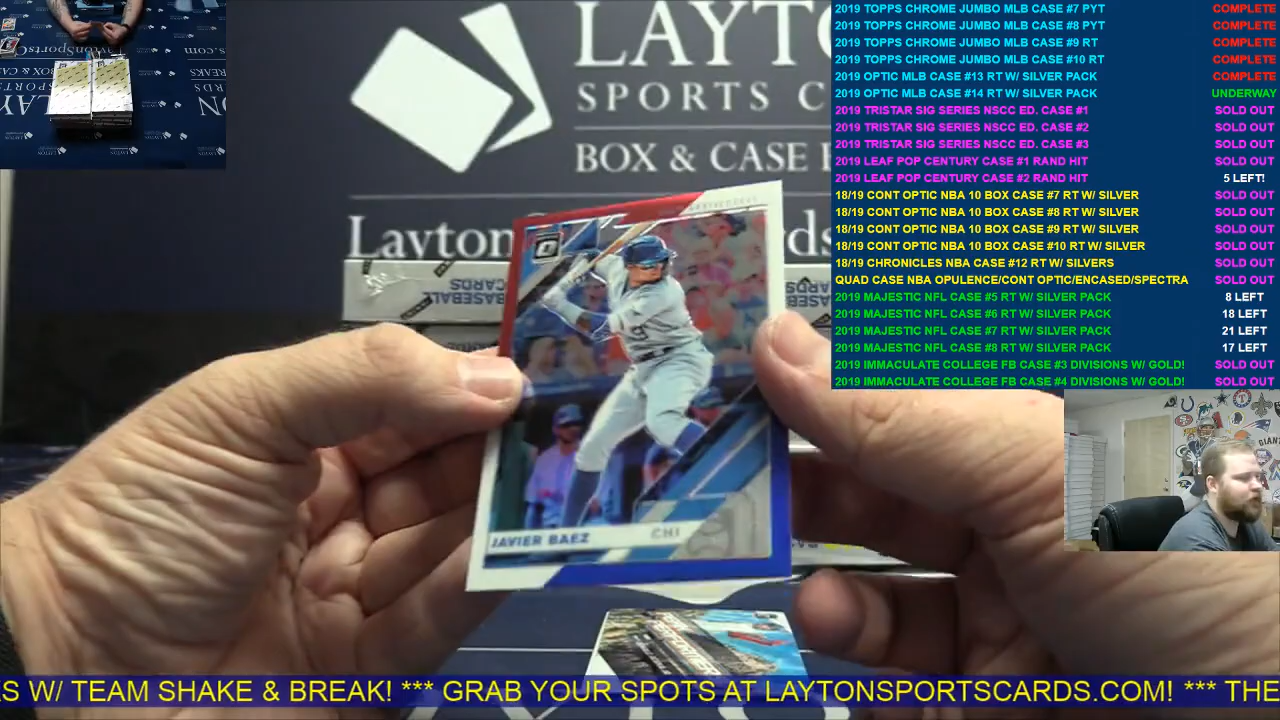 LAYTON
SPORTS C
BOX & CASE
Layton
rds
BASEBALL
CARDS
JAVIER BAEZ
CHI
2019 TOPPS CHROME JUMBO MLB CASE #7 PYT COMPLETE
2019 TOPPS CHROME JUMBO MLB CASE #8 PYT COMPLETE
2019 TOPPS CHROME JUMBO MLB CASE #9 RT COMPLETE
2019 TOPPS CHROME JUMBO MLB CASE #10 RT COMPLETE
2019 OPTIC MLB CASE #13 RT W/ SILVER PACK COMPLETE
2019 OPTIC MLB CASE #14 RT W/ SILVER PACK UNDERWAY
2019 TRISTAR SIG SERIES NSCC ED. CASE #1 SOLD OUT
2019 TRISTAR SIG SERIES NSCC ED. CASE #2 SOLD OUT
2019 TRISTAR SIG SERIES NSCC ED. CASE #3 SOLD OUT
2019 LEAF POP CENTURY CASE #1 RAND HIT SOLD OUT
2019 LEAF POP CENTURY CASE #2 RAND HIT 5 LEFT!
18/19 CONT OPTIC NBA 10 BOX CASE #7 RT W/ SILVER SOLD OUT
18/19 CONT OPTIC NBA 10 BOX CASE #8 RT W/ SILVER SOLD OUT
18/19 CONT OPTIC NBA 10 BOX CASE #9 RT W/ SILVER SOLD OUT
18/19 CONT OPTIC NBA 10 BOX CASE #10 RT W/ SILVER SOLD OUT
18/19 CHRONICLES NBA CASE #12 RT W/ SILVERS SOLD OUT
QUAD CASE NBA OPULENCE/CONT OPTIC/ENCASED/SPECTRA SOLD OUT
2019 MAJESTIC NFL CASE #5 RT W/ SILVER PACK 8 LEFT
2019 MAJESTIC NFL CASE #6 RT W/ SILVER PACK 18 LEFT
2019 MAJESTIC NFL CASE #7 RT W/ SILVER PACK 21 LEFT
2019 MAJESTIC NFL CASE #8 RT W/ SILVER PACK 17 LEFT
2019 IMMACULATE COLLEGE FB CASE #3 DIVISIONS W/ GOLD! SOLD OUT
2019 IMMACULATE COLLEGE FB CASE #4 DIVISIONS W/ GOLD! SOLD OUT
S W/ TEAM SHAKE & BREAK! *** GRAB YOUR SPOTS AT LAYTONSPORTSCARDS.COM! *** THE